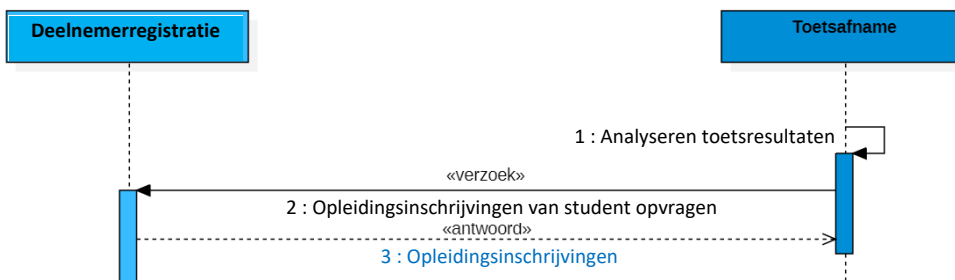 Deelnemerregistratie
Toetsafname
1 : Analyseren toetsresultaten
«verzoek»
2 : Opleidingsinschrijvingen van student opvragen
«antwoord»
3 : Opleidingsinschrijvingen